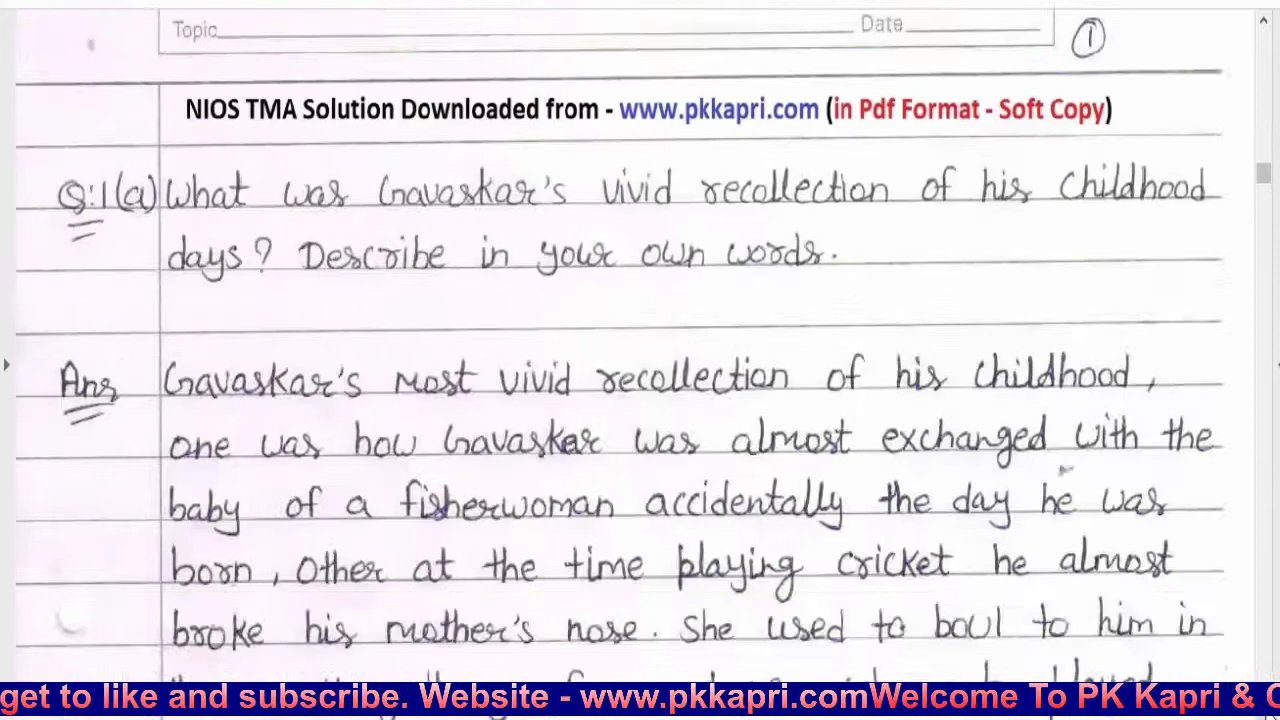 Topic Date
1
NIOS TMA Solution Downloaded from - www.pkkapri.com (in Pdf Format - Soft Copy)
Q:1(a) What was Gavaskar's vivid recollection of his childhood
days? Describe in your own words.
Ans Gavaskar's most vivid recollection of his childhood,
one was how Gavaskar was almost exchanged with the
baby of a fisherwoman accidentally the day he was
born, Other at the time playing cricket he almost
broke his mother's nose. She used to boul to him in
get to like and subscribe. Website - www.pkkapri.comWelcome To PK Kapri & C